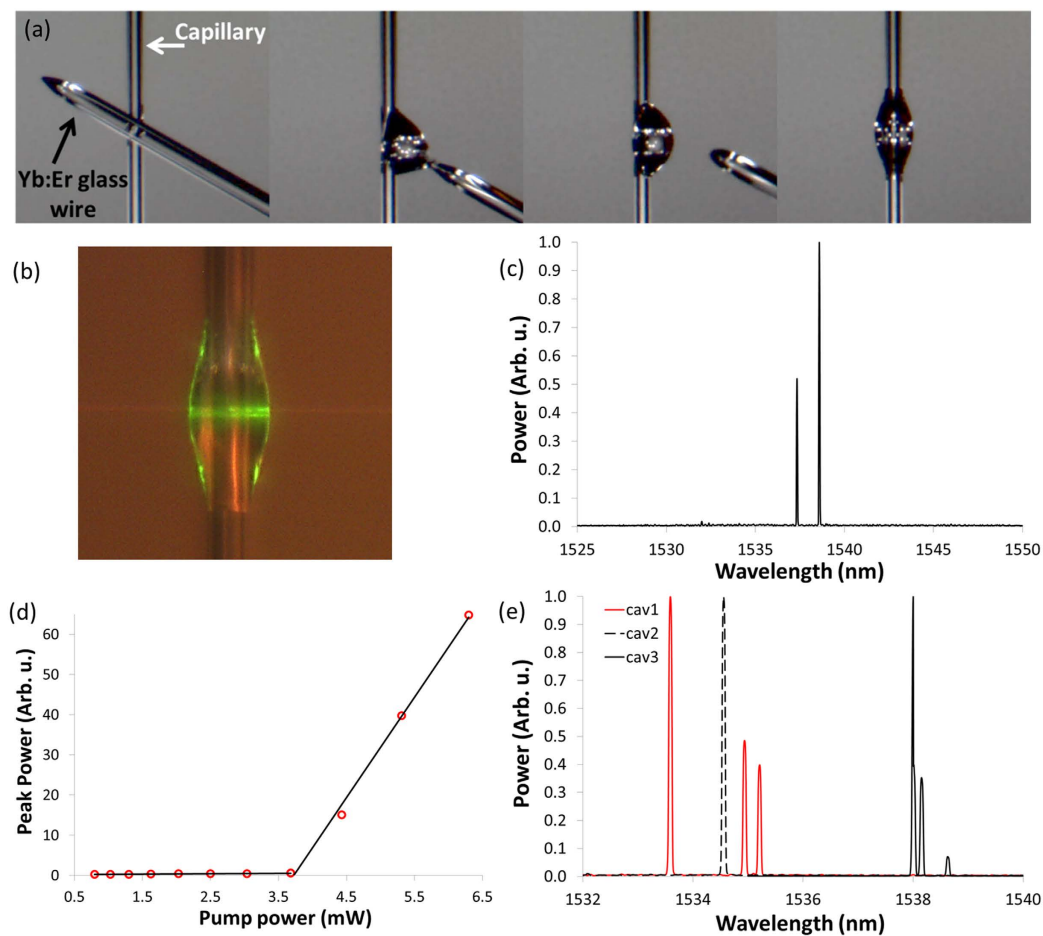 (a)
Capillary
Yb:Er glass
wire
(b)
(c)
1.0
0.9
0.8
0.7
0.6
0.5
0.4
0.3
0.2
0.1
0.0
Power (Arb. u.)
1525 1530 1535 1540 1545 1550
Wavelength (nm)
(d)
60
50
40
30
20
10
0
Peak Power (Arb. u.)
0.5 1.5 2.5 3.5 4.5 5.5 6.5
Pump power (mW)
(e)
1.0
0.9
0.8
0.7
0.6
0.5
0.4
0.3
0.2
0.1
0.0
Power (Arb. u.)
cav1
cav2
cav3
1532 1534 1536 1538 1540
Wavelength (nm)